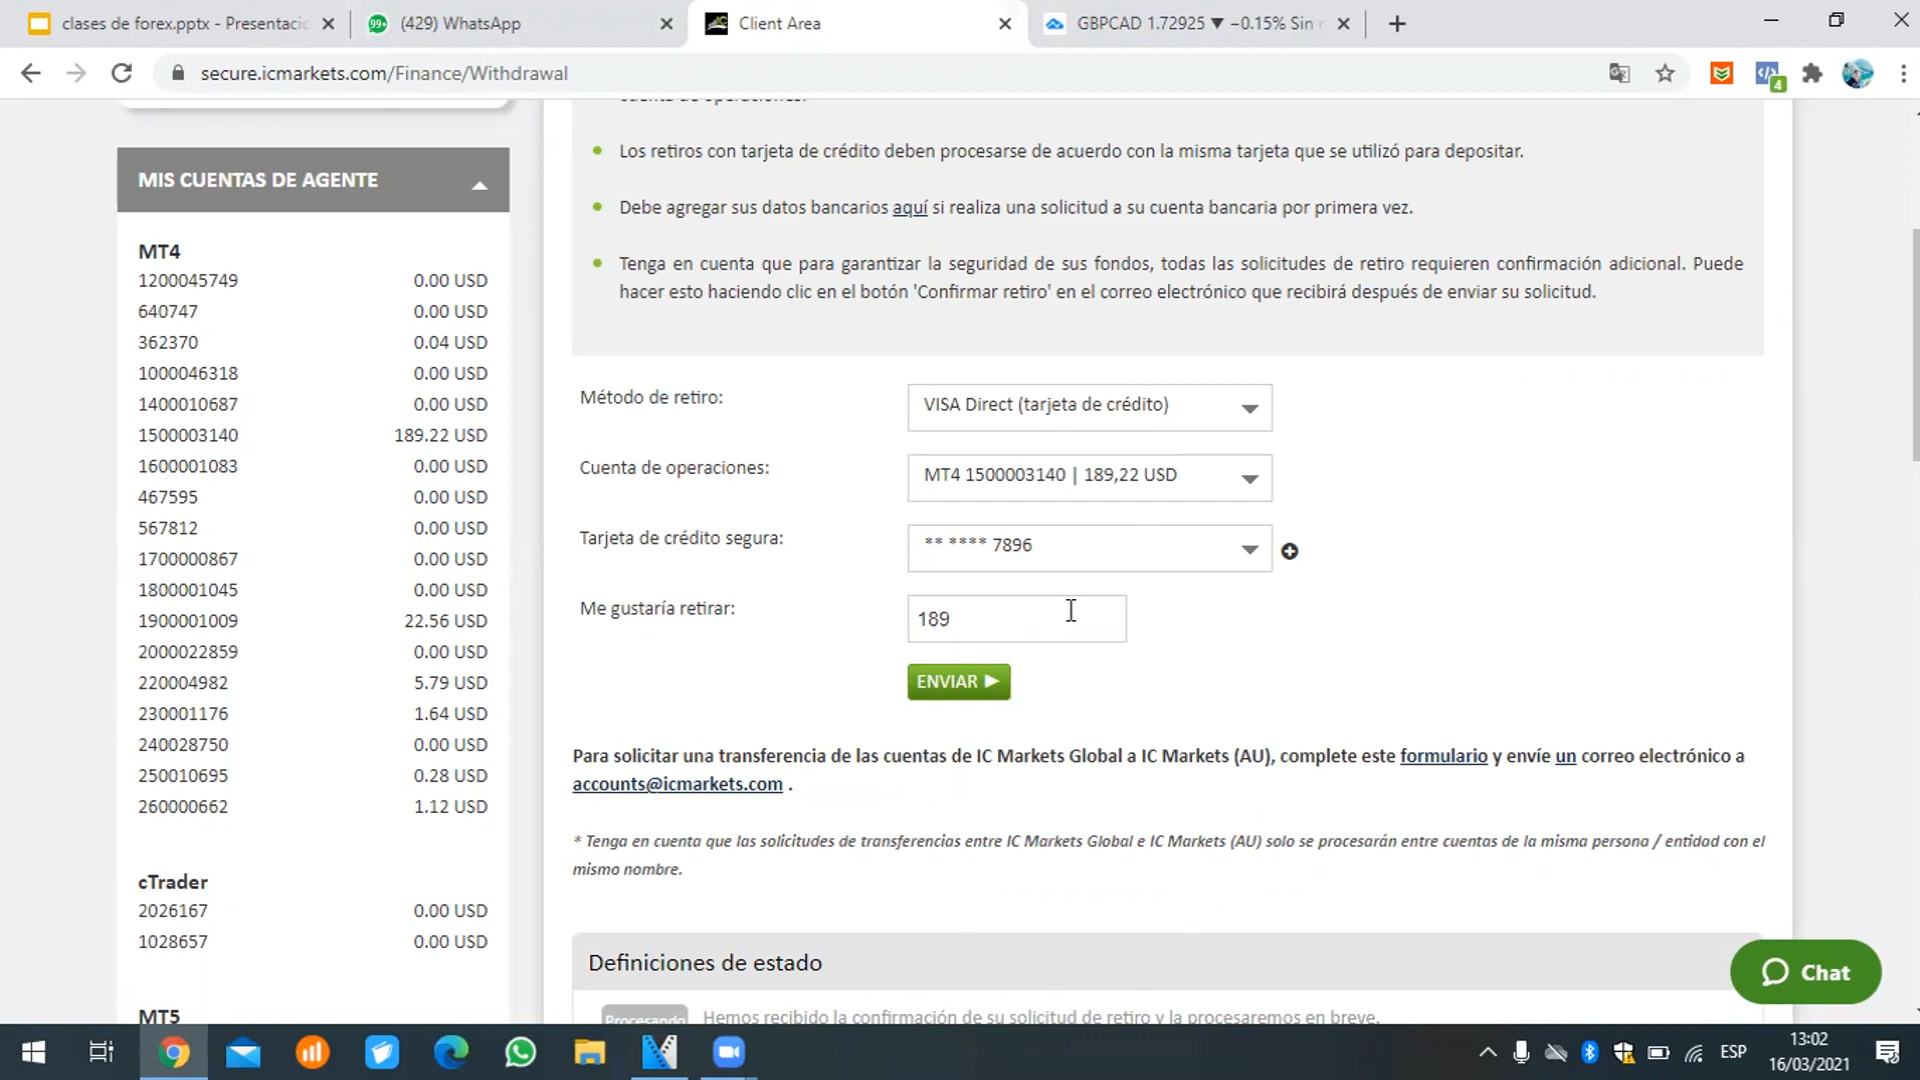 clases de forex.pptx - Presentacio
(429) WhatsApp
Client Area
GBPCAD 1.72925 ▼ −0.15% Sin
secure.icmarkets.com/Finance/Withdrawal
4
cuenta de operaciones.
Los retiros con tarjeta de crédito deben procesarse de acuerdo con la misma tarjeta que se utilizó para depositar.
Debe agregar sus datos bancarios aquí si realiza una solicitud a su cuenta bancaria por primera vez.
Tenga en cuenta que para garantizar la seguridad de sus fondos, todas las solicitudes de retiro requieren confirmación adicional. Puede
hacer esto haciendo clic en el botón 'Confirmar retiro' en el correo electrónico que recibirá después de enviar su solicitud.
MIS CUENTAS DE AGENTE
MT4
1200045749 0.00 USD
640747 0.00 USD
362370 0.04 USD
1000046318 0.00 USD
1400010687 0.00 USD
1500003140 189.22 USD
1600001083 0.00 USD
467595 0.00 USD
567812 0.00 USD
1700000867 0.00 USD
1800001045 0.00 USD
1900001009 22.56 USD
2000022859 0.00 USD
220004982 5.79 USD
230001176 1.64 USD
240028750 0.00 USD
250010695 0.28 USD
260000662 1.12 USD
cTrader
2026167 0.00 USD
1028657 0.00 USD
MT5
Método de retiro: VISA Direct (tarjeta de crédito)
Cuenta de operaciones: MT4 1500003140 | 189,22 USD
Tarjeta de crédito segura: ** **** 7896
Me gustaría retirar: 189
ENVIAR ▶
Para solicitar una transferencia de las cuentas de IC Markets Global a IC Markets (AU), complete este formulario y envíe un correo electrónico a
accounts@icmarkets.com .
* Tenga en cuenta que las solicitudes de transferencias entre IC Markets Global e IC Markets (AU) solo se procesarán entre cuentas de la misma persona / entidad con el
mismo nombre.
Definiciones de estado
Procesando Hemos recibido la confirmación de su solicitud de retiro y la procesaremos en breve.
Chat
ESP
13:02
16/03/2021